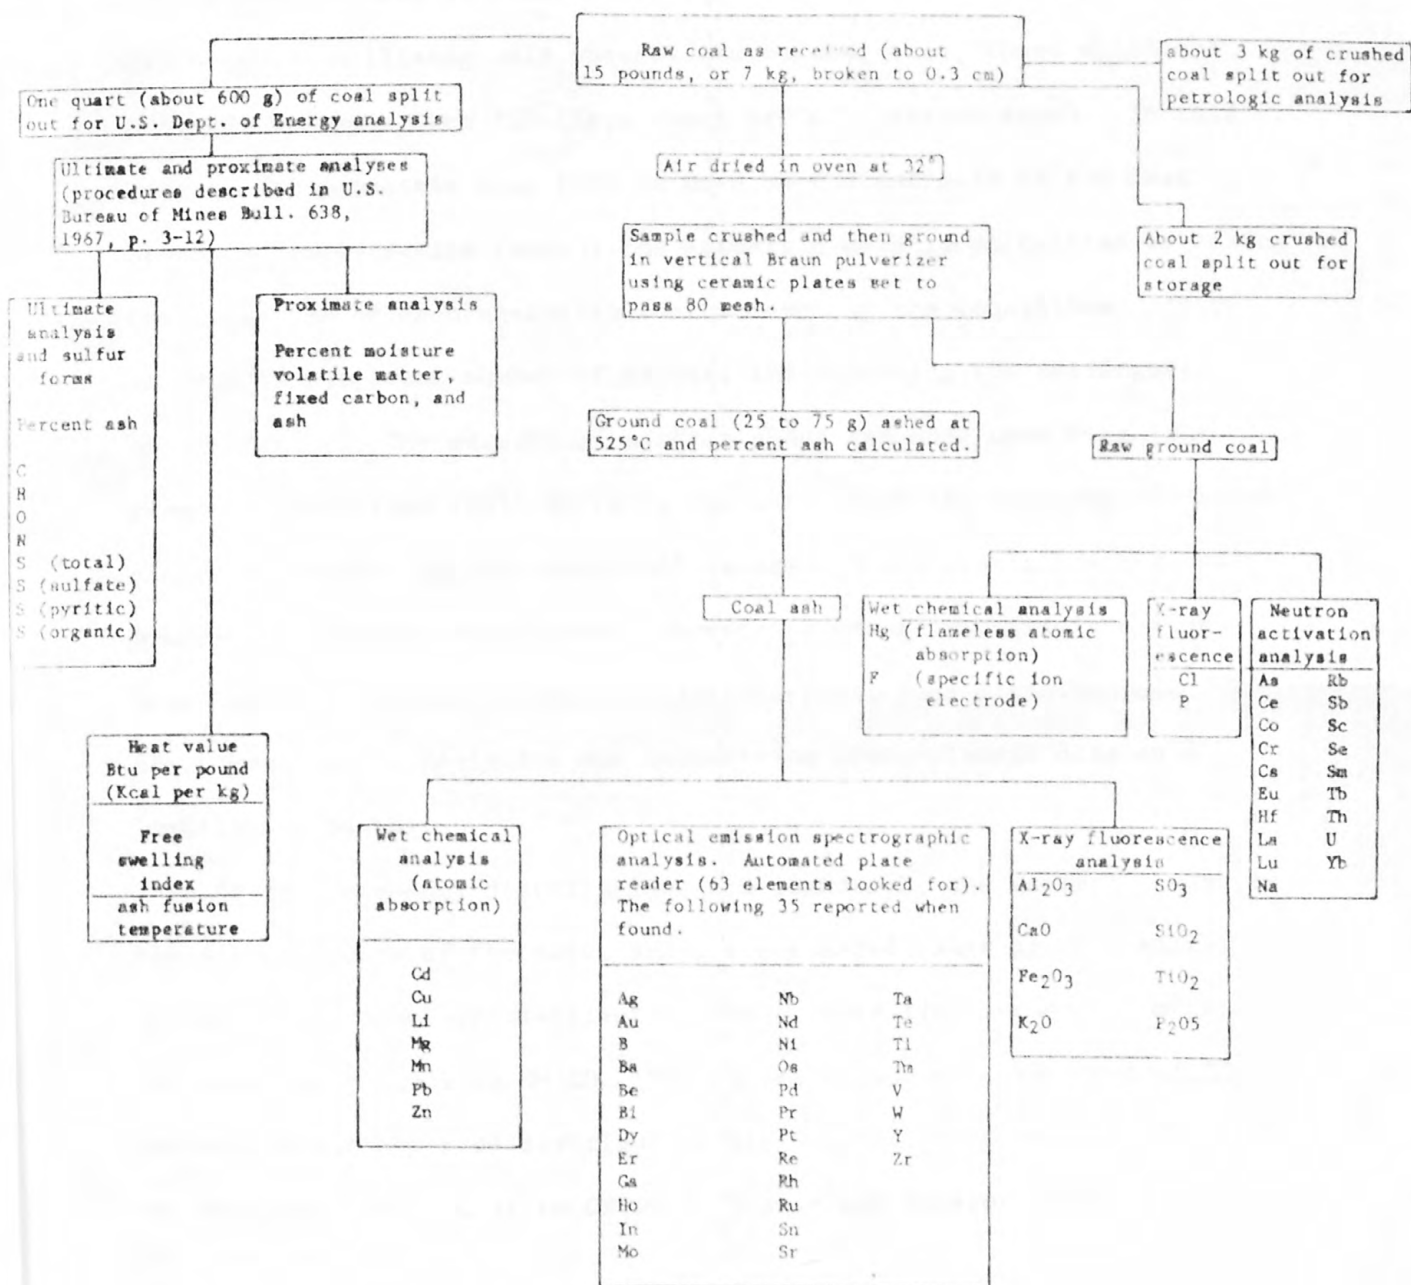 Raw coal as received (about
15 pounds, or 7 kg, broken to 0.3 cm)
about 3 kg of crushed
coal split out for
petrologic analysis
One quart (about 600 g) of coal split
out for U.S. Dept. of Energy analysis
Ultimate and proximate analyses
(procedures described in U.S.
Bureau of Mines Bull. 638,
1967, p. 3-12)
Air dried in oven at 32°
Sample crushed and then ground
in vertical Braun pulverizer
using ceramic plates set to
pass 80 mesh.
About 2 kg crushed
coal split out for
storage
Ultimate
analysis
and sulfur
forms
Percent ash
C
H
O
N
S (total)
S (sulfate)
S (pyritic)
S (organic)
Proximate analysis
Percent moisture
volatile matter,
fixed carbon, and
ash
Heat value
Btu per pound
(Kcal per kg)
Free
swelling
index
ash fusion
temperature
Ground coal (25 to 75 g) ashed at
525°C and percent ash calculated.
Raw ground coal
Coal ash
Wet chemical analysis
Hg (flameless atomic
absorption)
F (specific ion
electrode)
X-ray
fluor-
escence
Cl
P
Neutron
activation
analysis
As Rb
Ce Sb
Co Sc
Cr Se
Cs Sm
Eu Tb
Hf Th
La U
Lu Yb
Na
Wet chemical
analysis
(atomic
absorption)
Cd
Cu
Li
Mg
Mn
Pb
Zn
Optical emission spectrographic
analysis. Automated plate
reader (63 elements looked for).
The following 35 reported when
found.
Ag Nb Ta
Au Nd Te
B Ni Tl
Ba Os Tm
Be Pd V
Bi Pr W
Dy Pt Y
Er Re Zr
Ga Rh
Ho Ru
In Sn
Mo Sr
X-ray fluorescence
analysis
Al₂O₃ SO₃
CaO SiO₂
Fe₂O₃ TiO₂
K₂O P₂O5